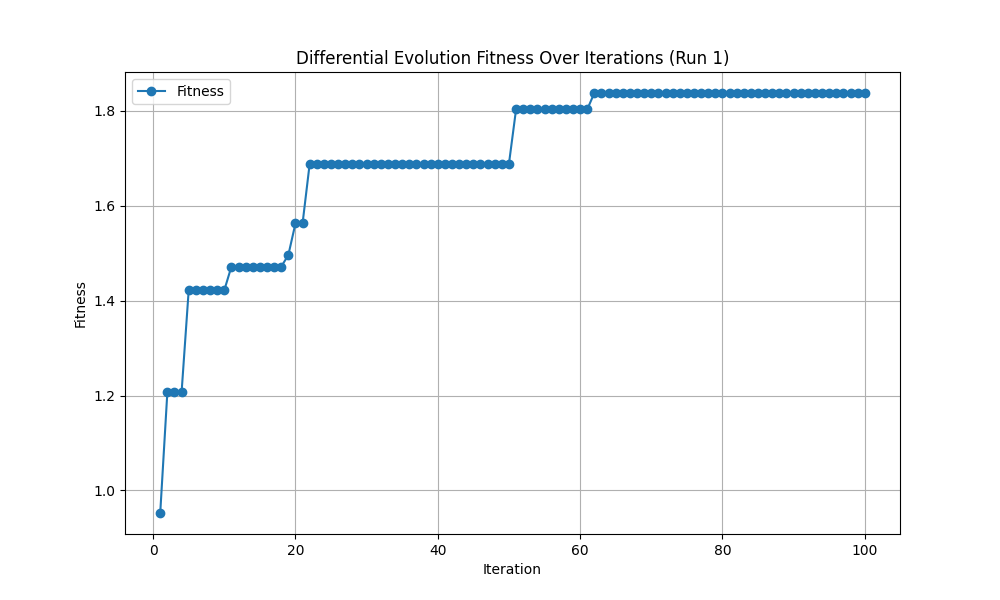 Differential Evolution Fitness Over Iterations (Run 1)
Fitness
1.8
1.6
1.4
1.2
1.0
Fitness
0 20 40 60 80 100
Iteration